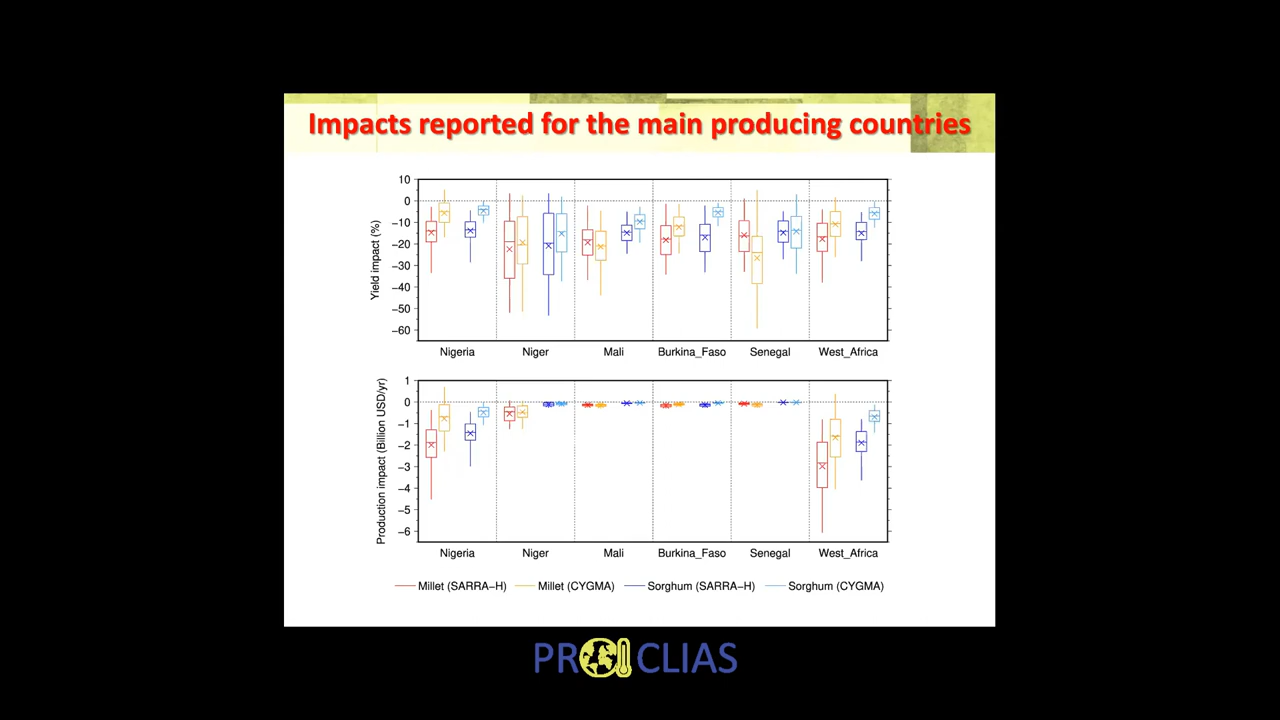 Impacts reported for the main producing countries
Yield impact (%)
10
0
−10
−20
−30
−40
−50
−60
Nigeria Niger Mali Burkina_Faso Senegal West_Africa
Production impact (Billion USD/yr)
1
0
−1
−2
−3
−4
−5
−6
Nigeria Niger Mali Burkina_Faso Senegal West_Africa
Millet (SARRA−H) Millet (CYGMA) Sorghum (SARRA−H) Sorghum (CYGMA)
PROCLIAS